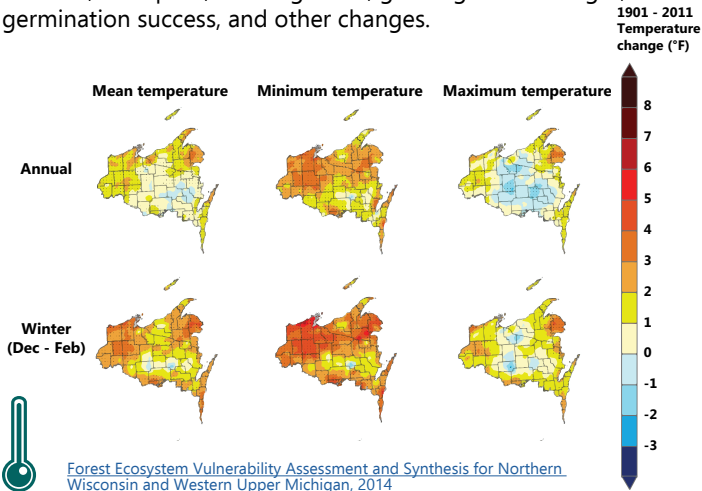 germination success, and other changes.
1901 - 2011
Temperature
change (°F)
Mean temperature Minimum temperature Maximum temperature
Annual
Winter
(Dec - Feb)
8
7
6
5
4
3
2
1
0
-1
-2
-3
Forest Ecosystem Vulnerability Assessment and Synthesis for Northern
Wisconsin and Western Upper Michigan, 2014